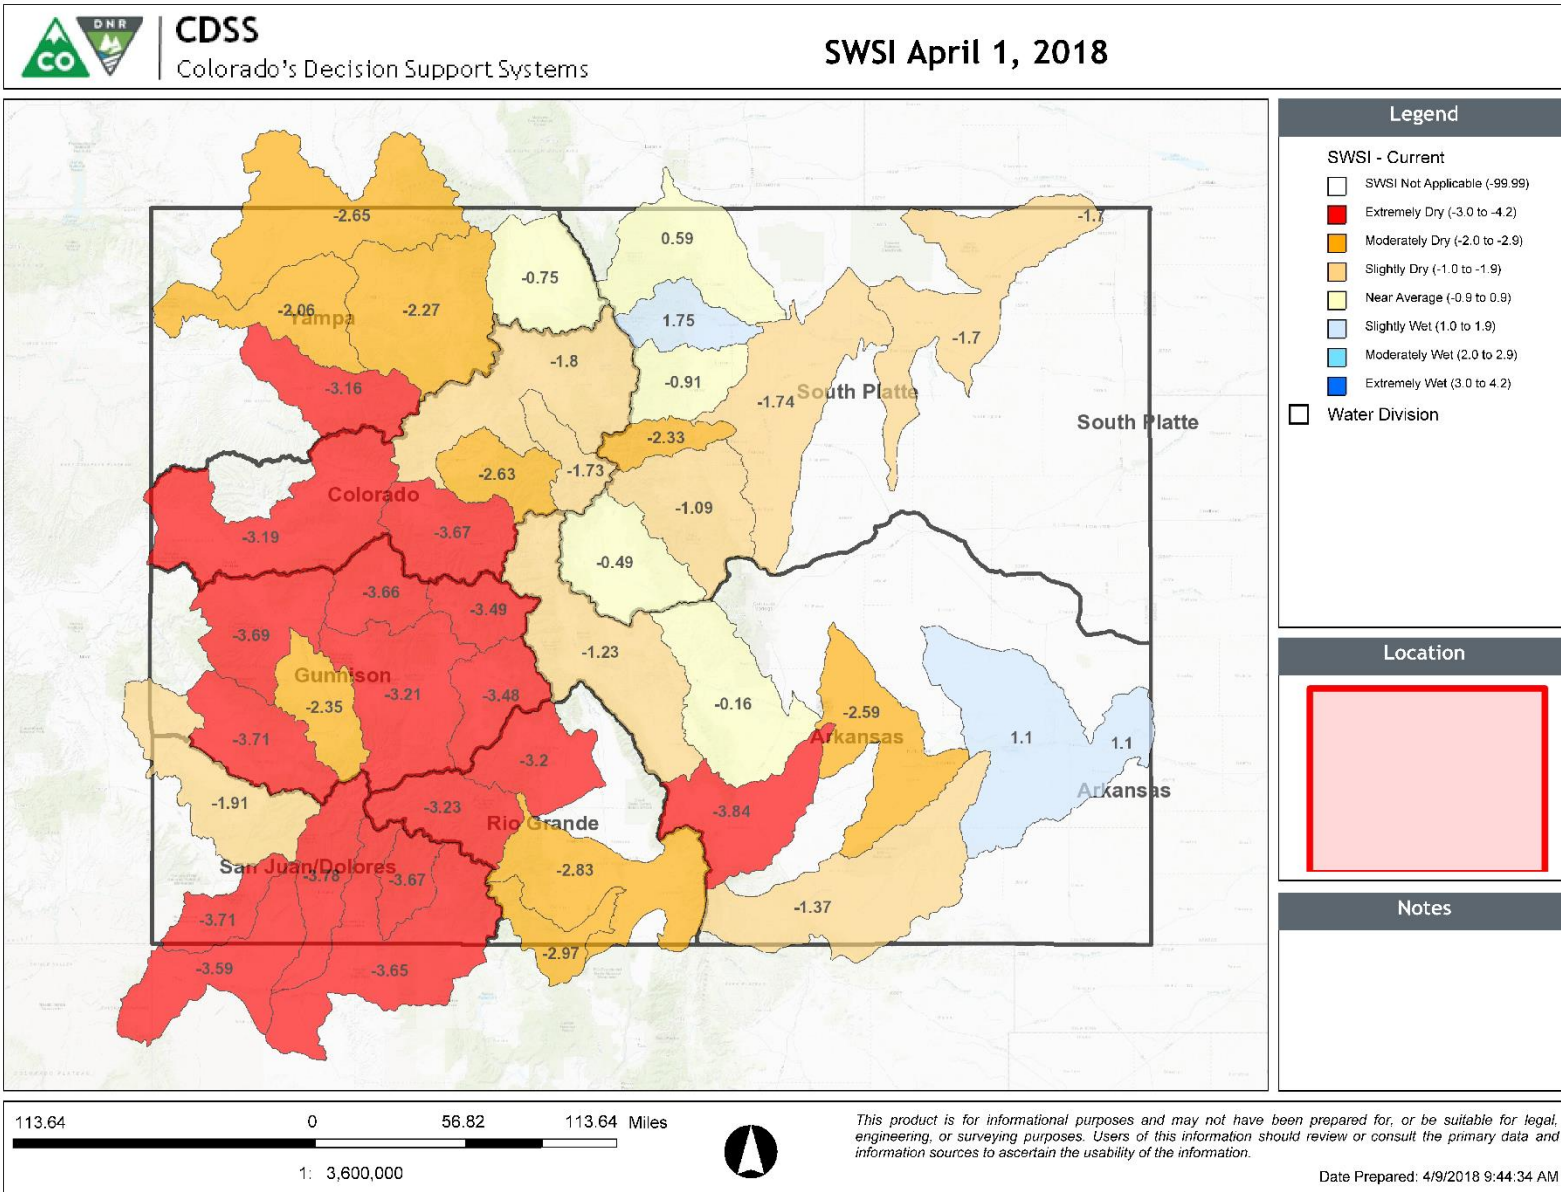 CO
DNR
CDSS
Colorado's Decision Support Systems
SWSI April 1, 2018
-2.65
-1.7
0.59
-0.75
-2.06
Yampa
-2.27
1.75
-1.7
-1.8
-0.91
-3.16
-1.74
South Platte
South Platte
-2.33
-2.63
-1.73
Colorado
-1.09
-3.19
-3.67
-0.49
-3.66
-3.49
-3.69
-1.23
Gunnison
-3.21
-3.48
-2.35
-0.16
-2.59
-3.71
Arkansas
1.1
1.1
-3.2
Arkansas
-1.91
-3.23
Rio Grande
-3.84
San Juan/Dolores
-3.78
-3.67
-2.83
-1.37
-3.71
-2.97
-3.59
-3.65
Legend
SWSI - Current
SWSI Not Applicable (-99.99)
Extremely Dry (-3.0 to -4.2)
Moderately Dry (-2.0 to -2.9)
Slightly Dry (-1.0 to -1.9)
Near Average (-0.9 to 0.9)
Slightly Wet (1.0 to 1.9)
Moderately Wet (2.0 to 2.9)
Extremely Wet (3.0 to 4.2)
Water Division
Location
Notes
113.64 0 56.82 113.64 Miles
1: 3,600,000
This product is for informational purposes and may not have been prepared for, or be suitable for legal,
engineering, or surveying purposes. Users of this information should review or consult the primary data and
information sources to ascertain the usability of the information.
Date Prepared: 4/9/2018 9:44:34 AM